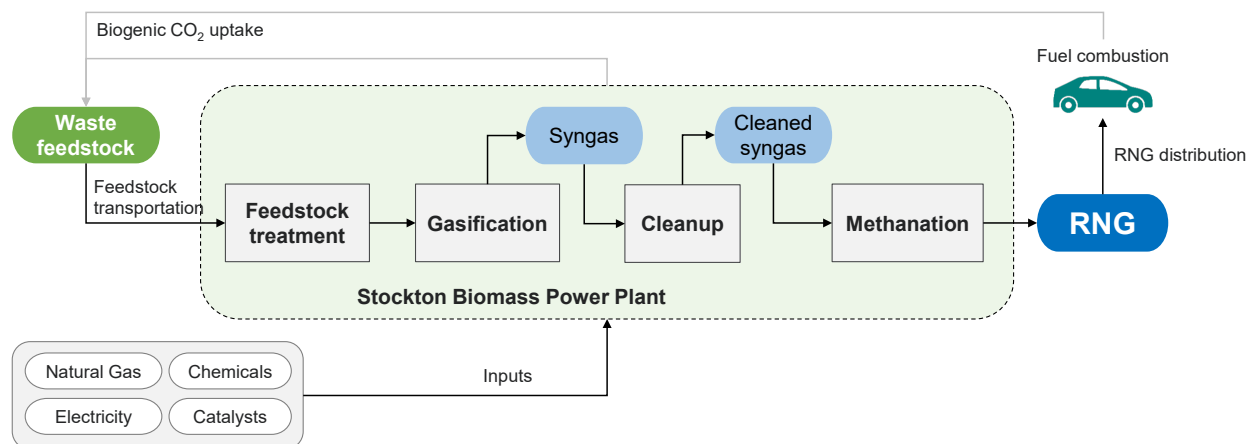 Biogenic CO₂ uptake
Fuel combustion
Waste
feedstock
Syngas
Cleaned
syngas
RNG distribution
Feedstock
transportation
Feedstock
treatment
Gasification
Cleanup
Methanation
RNG
Stockton Biomass Power Plant
Natural Gas
Chemicals
Inputs
Electricity
Catalysts